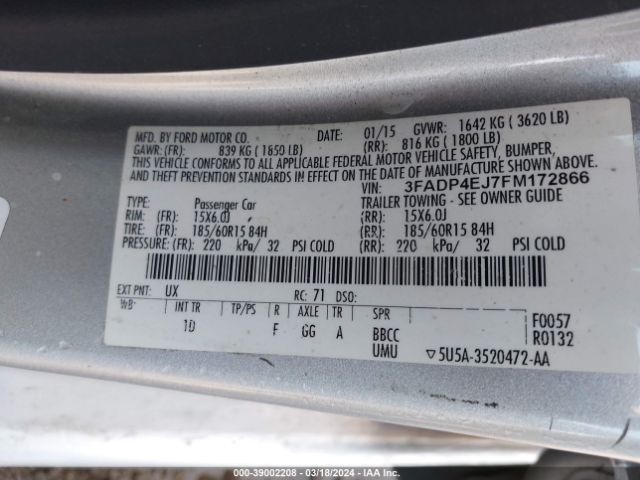 MFD. BY FORD MOTOR CO. DATE: 01/15 GVWR: 1642 KG ( 3620 LB)
GAWR: (FR): 839 KG ( 1850 LB) (RR): 816 KG ( 1800 LB)
THIS VEHICLE CONFORMS TO ALL APPLICABLE FEDERAL MOTOR VEHICLE SAFETY, BUMPER,
AND THEFT PREVENTION STANDARDS IN EFFECT ON THE DATE OF MANUFACTURE SHOWN ABOVE.
VIN: 3FADP4EJ7FM172866
TYPE: Passenger Car TRAILER TOWING - SEE OWNER GUIDE
RIM: (FR): 15X6.0J (RR): 15X6.0J
TIRE: (FR): 185/60R15 84H (RR): 185/60R15 84H
PRESSURE: (FR): 220 kPa/ 32 PSI COLD (RR): 220 kPa/ 32 PSI COLD
EXT PNT: UX RC: 71 DSO:
WB INT TR TP/PS R AXLE TR SPR F0057
1D F GG A BBCC R0132
UMU ▽5U5A-3520472-AA
000-39002208 - 03/18/2024 - IAA Inc.